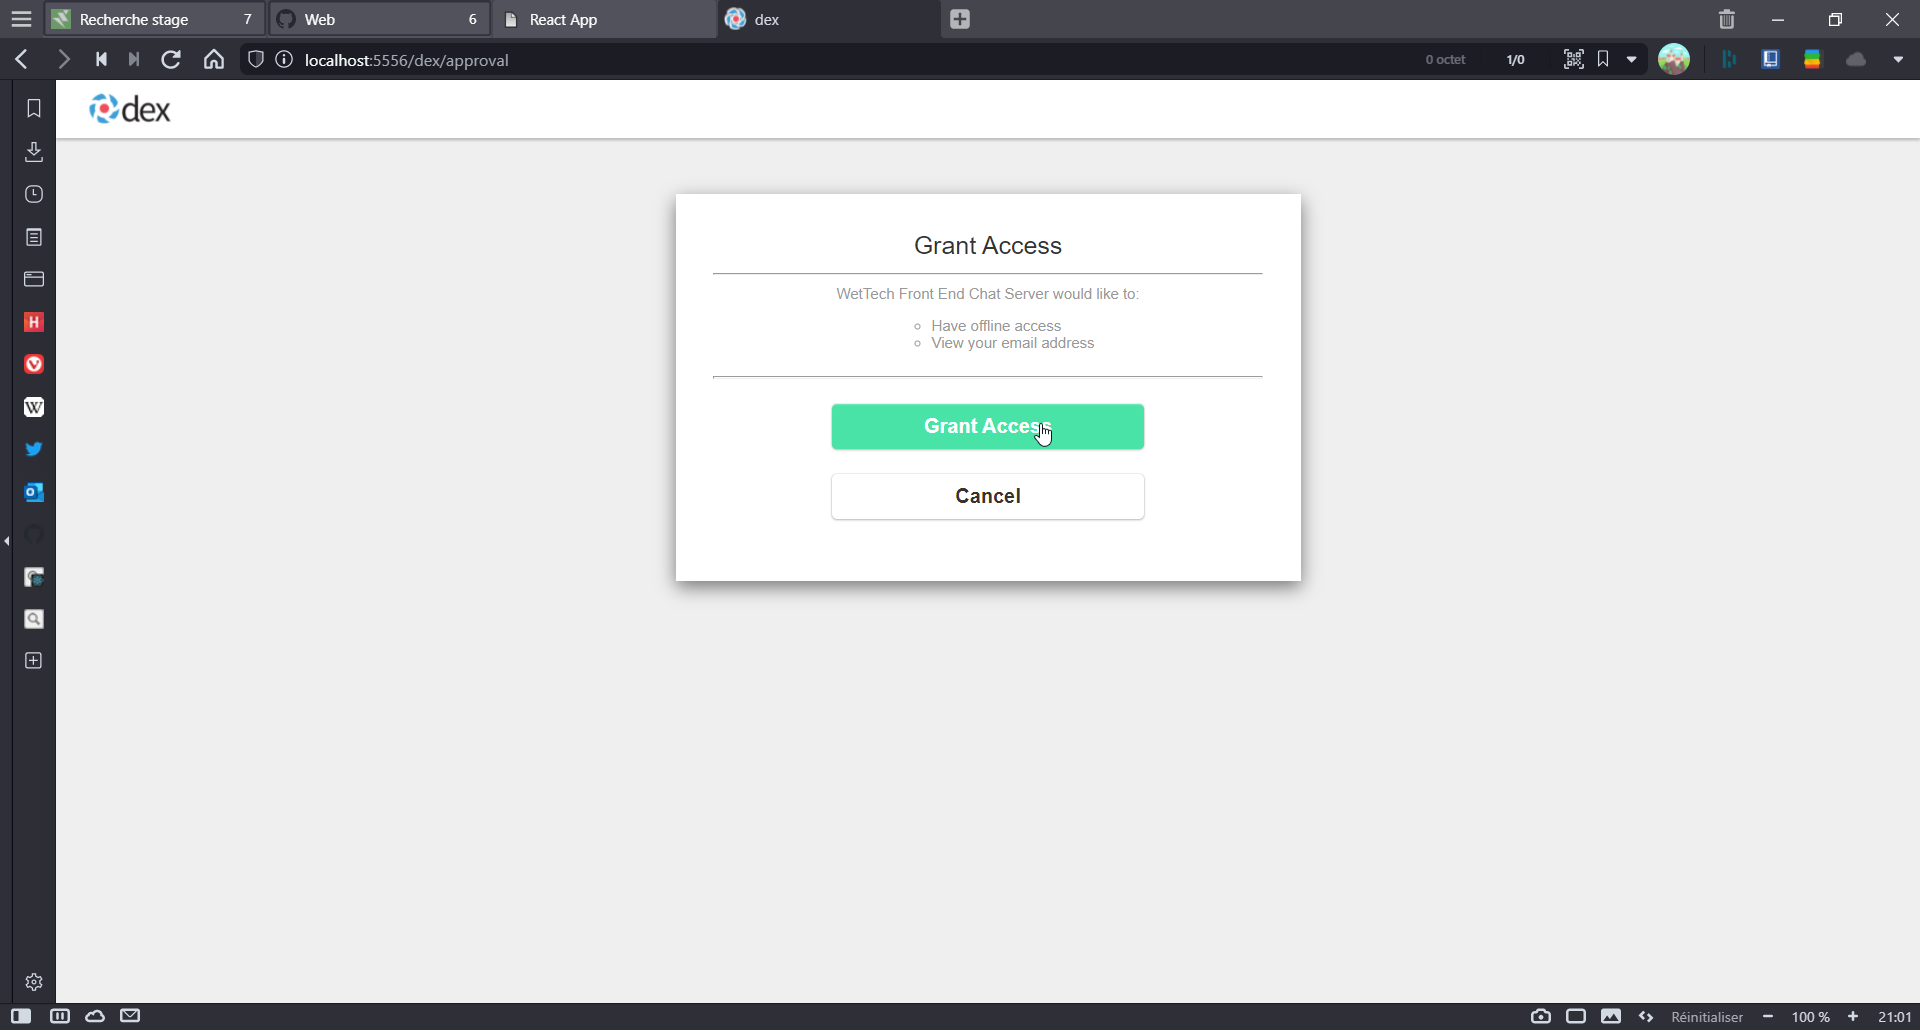 Recherche stage 7
Web 6
React App
dex
localhost:5556/dex/approval
0 octet
1/0
dex
Grant Access
WetTech Front End Chat Server would like to:
Have offline access
View your email address
Grant Access
Cancel
Réinitialiser
100 %
21:01